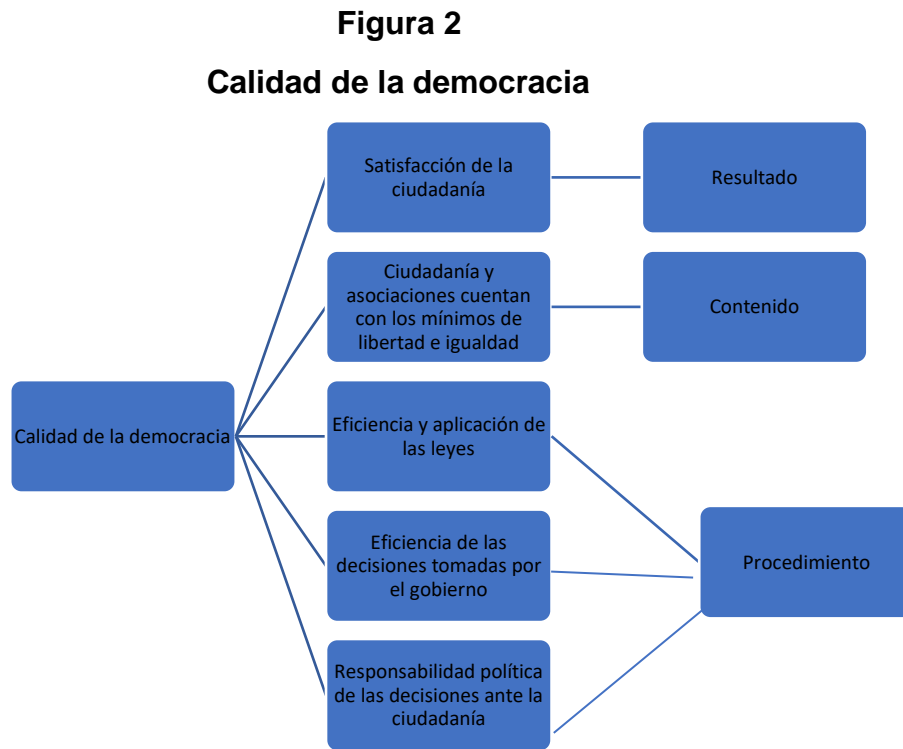 Figura 2
Calidad de la democracia
Satisfacción de la
ciudadanía
Resultado
Ciudadanía y
asociaciones cuentan
con los mínimos de
libertad e igualdad
Contenido
Calidad de la democracia
Eficiencia y aplicación de
las leyes
Eficiencia de las
decisiones tomadas por
el gobierno
Procedimiento
Responsabilidad política
de las decisiones ante la
ciudadanía